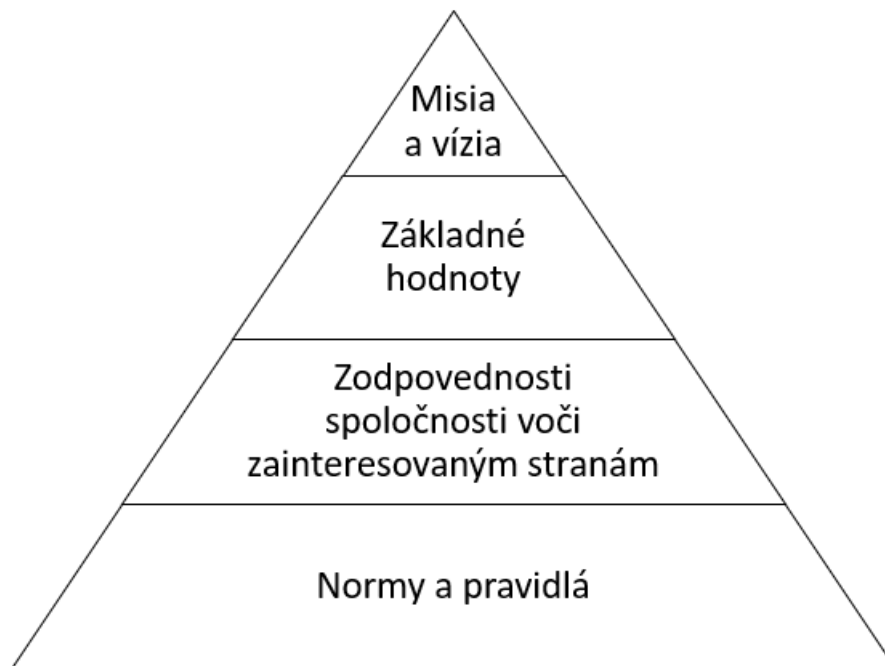 Misia
a vízia
Základné
hodnoty
Zodpovednosti
spoločnosti voči
zainteresovaným stranám
Normy a pravidlá